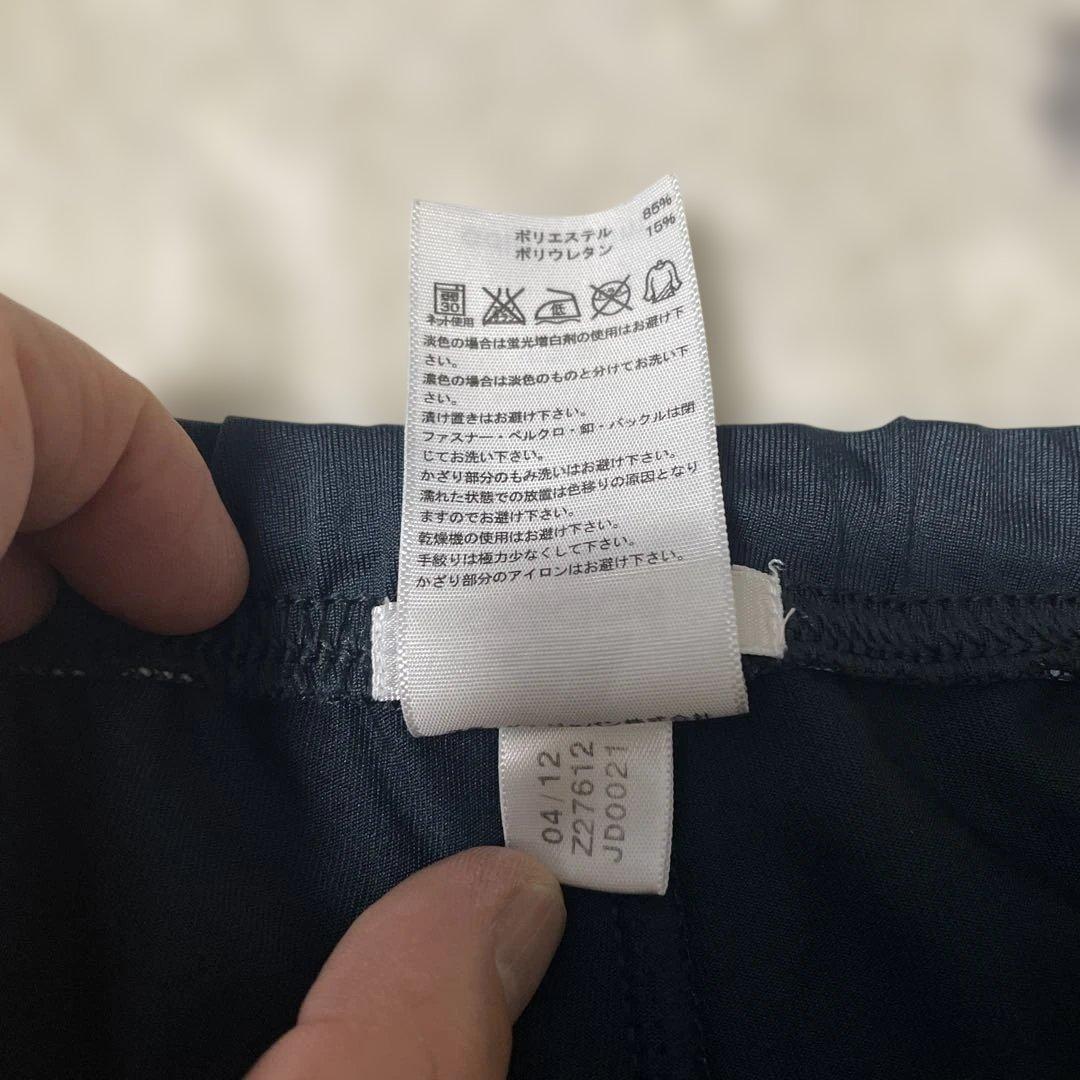 ポリエステル 85%
ポリウレタン 15%
30
ネット使用
低
淡色の場合は蛍光増白剤の使用はお避け下
さい。
濃色の場合は淡色のものと分けてお洗い下
さい。
漬け置きはお避け下さい。
ファスナー・ベルクロ・釦・バックルは閉
じてお洗い下さい。
かざり部分のもみ洗いはお避け下さい。
濡れた状態での放置は色移りの原因となり
ますのでお避け下さい。
乾燥機の使用はお避け下さい。
手絞りは極力少なくして下さい。
かざり部分のアイロンはお避け下さい。
04/12
Z27612
JD0021